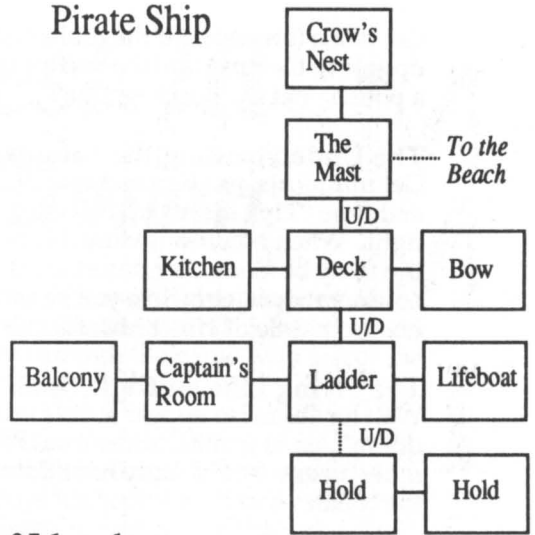 Pirate Ship
Crow's
Nest
The
Mast
To the
Beach
U/D
Kitchen
Deck
Bow
U/D
Balcony
Captain's
Room
Ladder
Lifeboat
U/D
Hold
Hold